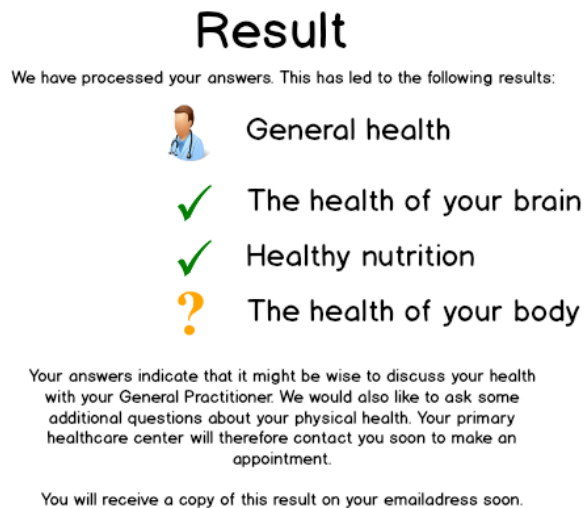 Result
We have processed your answers. This has led to the following results:
General health
The health of your brain
Healthy nutrition
?
The health of your body
Your answers indicate that it might be wise to discuss your health
with your General Practitioner. We would also like to ask some
additional questions about your physical health. Your primary
healthcare center will therefore contact you soon to make an
appointment.
You will receive a copy of this result on your emailadress soon.